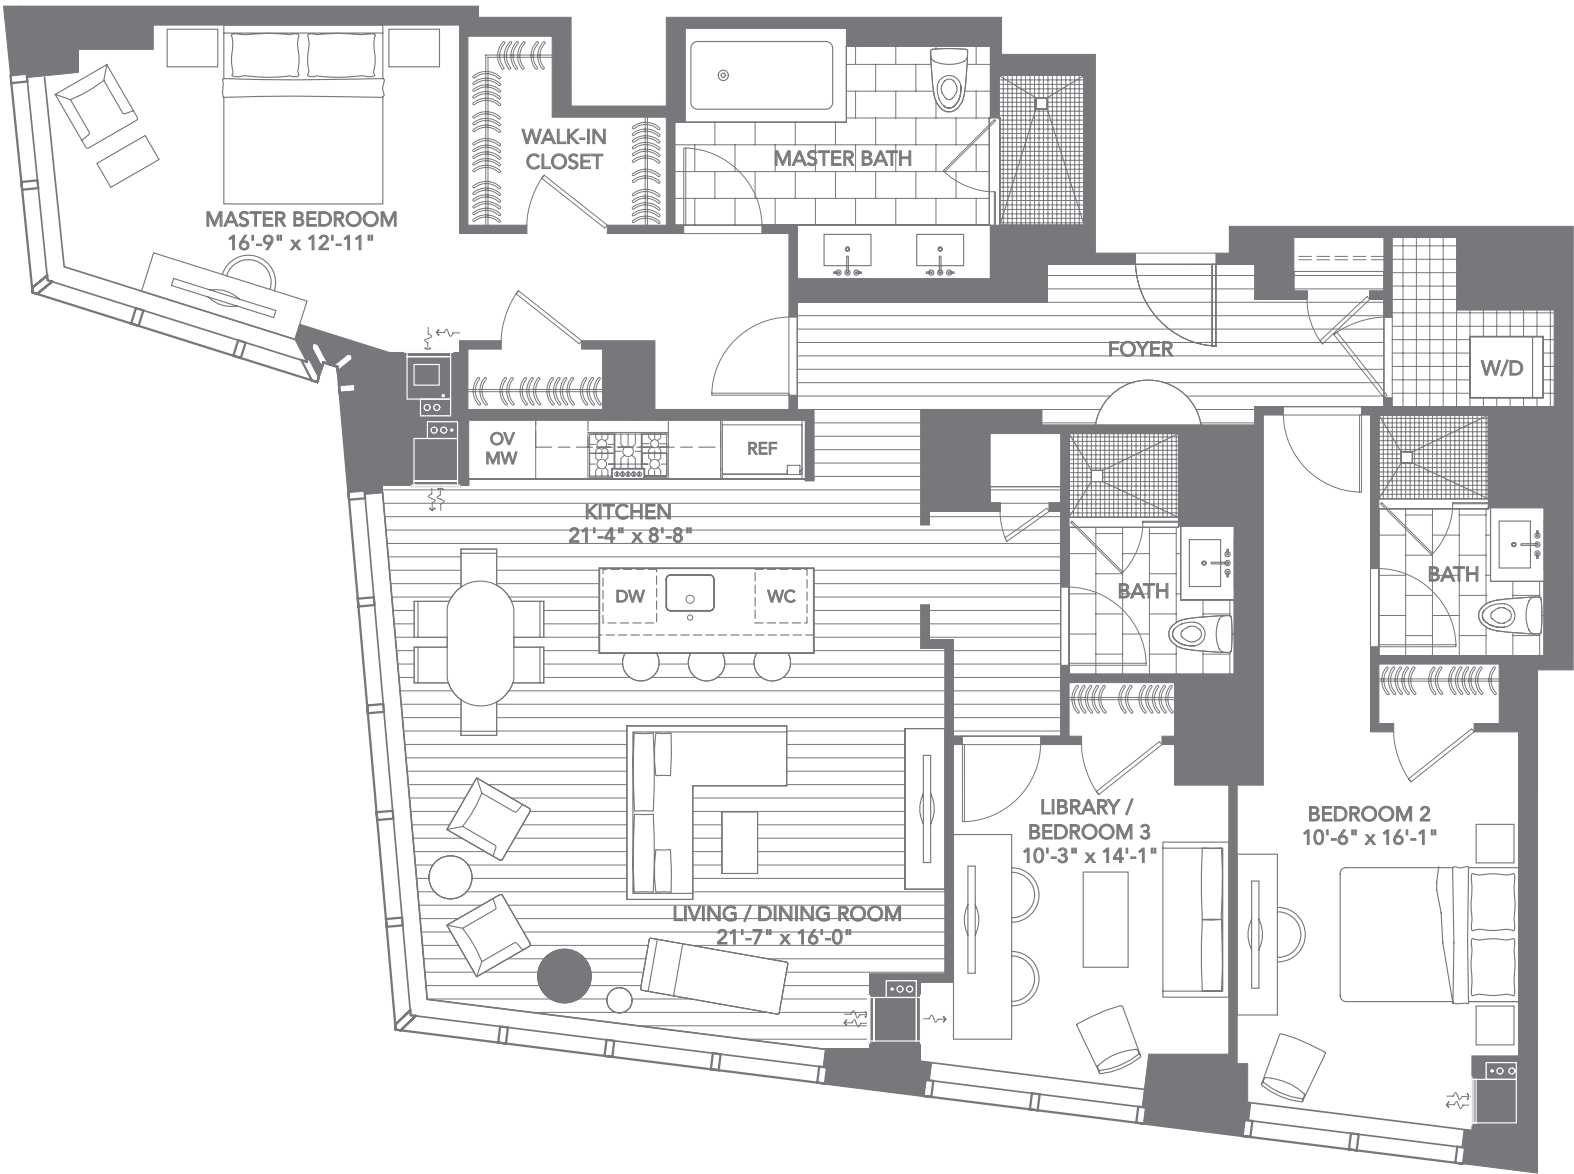 WALK-IN
CLOSET
MASTER BATH
MASTER BEDROOM
16'-9" x 12'-11"
FOYER
W/D
OV
MW
REF
KITCHEN
21'-4" x 8'-8"
DW
WC
BATH
BATH
LIBRARY /
BEDROOM 3
10'-3" x 14'-1"
BEDROOM 2
10'-6" x 16'-1"
LIVING / DINING ROOM
21'-7" x 16'-0"